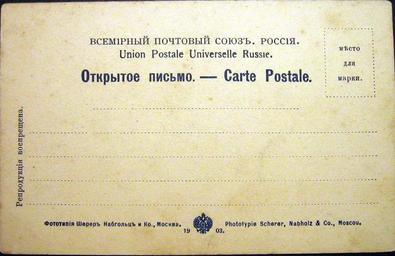 ВСЕМІРНЫЙ ПОЧТОВЫЙ СОЮЗЪ. РОССІЯ.
Union Postale Universelle Russie.
Открытое письмо. — Carte Postale.
мѣсто
для
марки.
Репродукція воспрещена.
Фототипія Шереръ Набгольцъ и Ко., Москва.
Phototypie Scherer, Nabholz & Co., Moscou.
19 03.